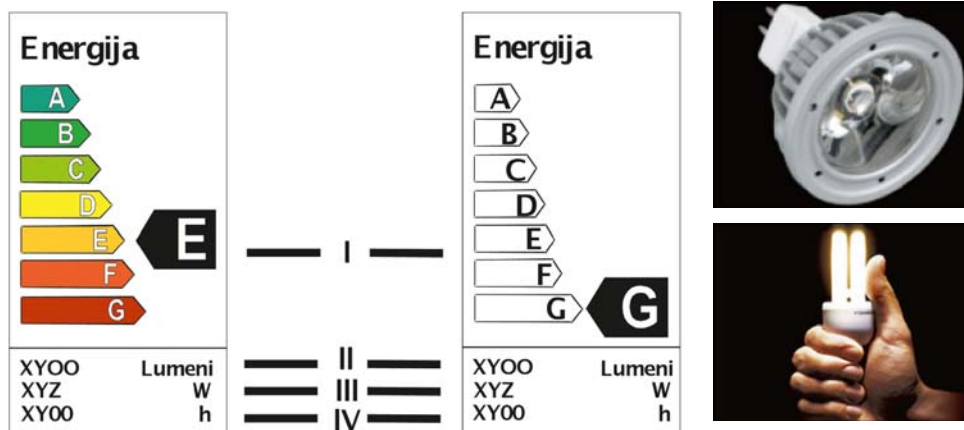 Energija
A
B
C
D
E
F
G
E
XYOO Lumeni
XYZ W
XY00 h
I
II
III
IV
Energija
A
B
C
D
E
F
G
G
XYOO Lumeni
XYZ W
XY00 h